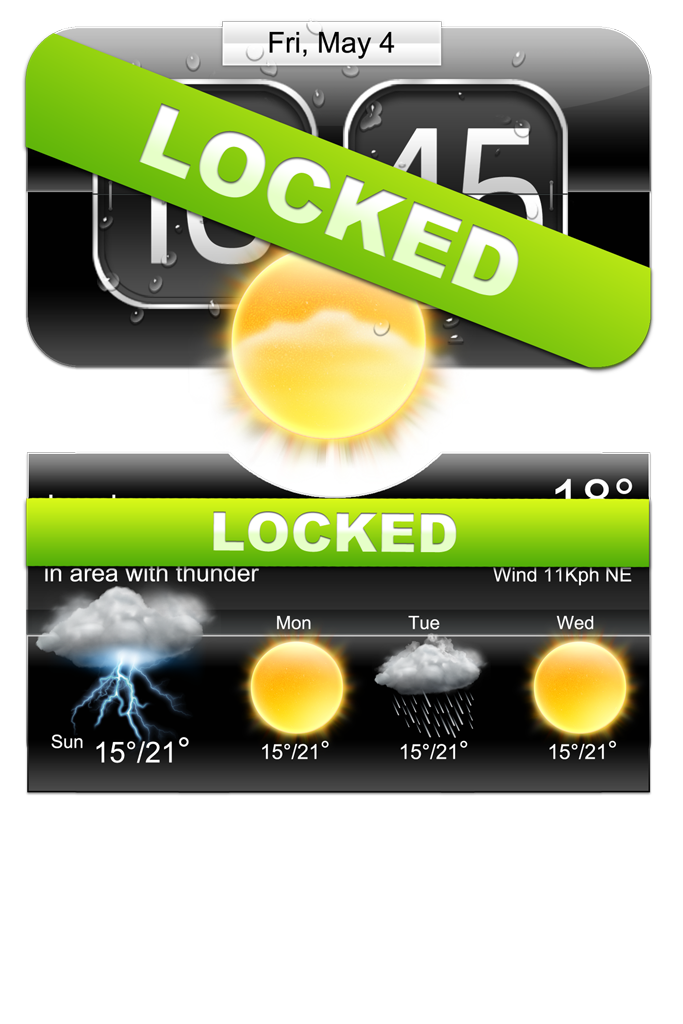 Fri, May 4
45
LOCKED
18°
LOCKED
in area with thunder
Wind 11Kph NE
Mon
Tue
Wed
Sun
15°/21°
15°/21°
15°/21°
15°/21°